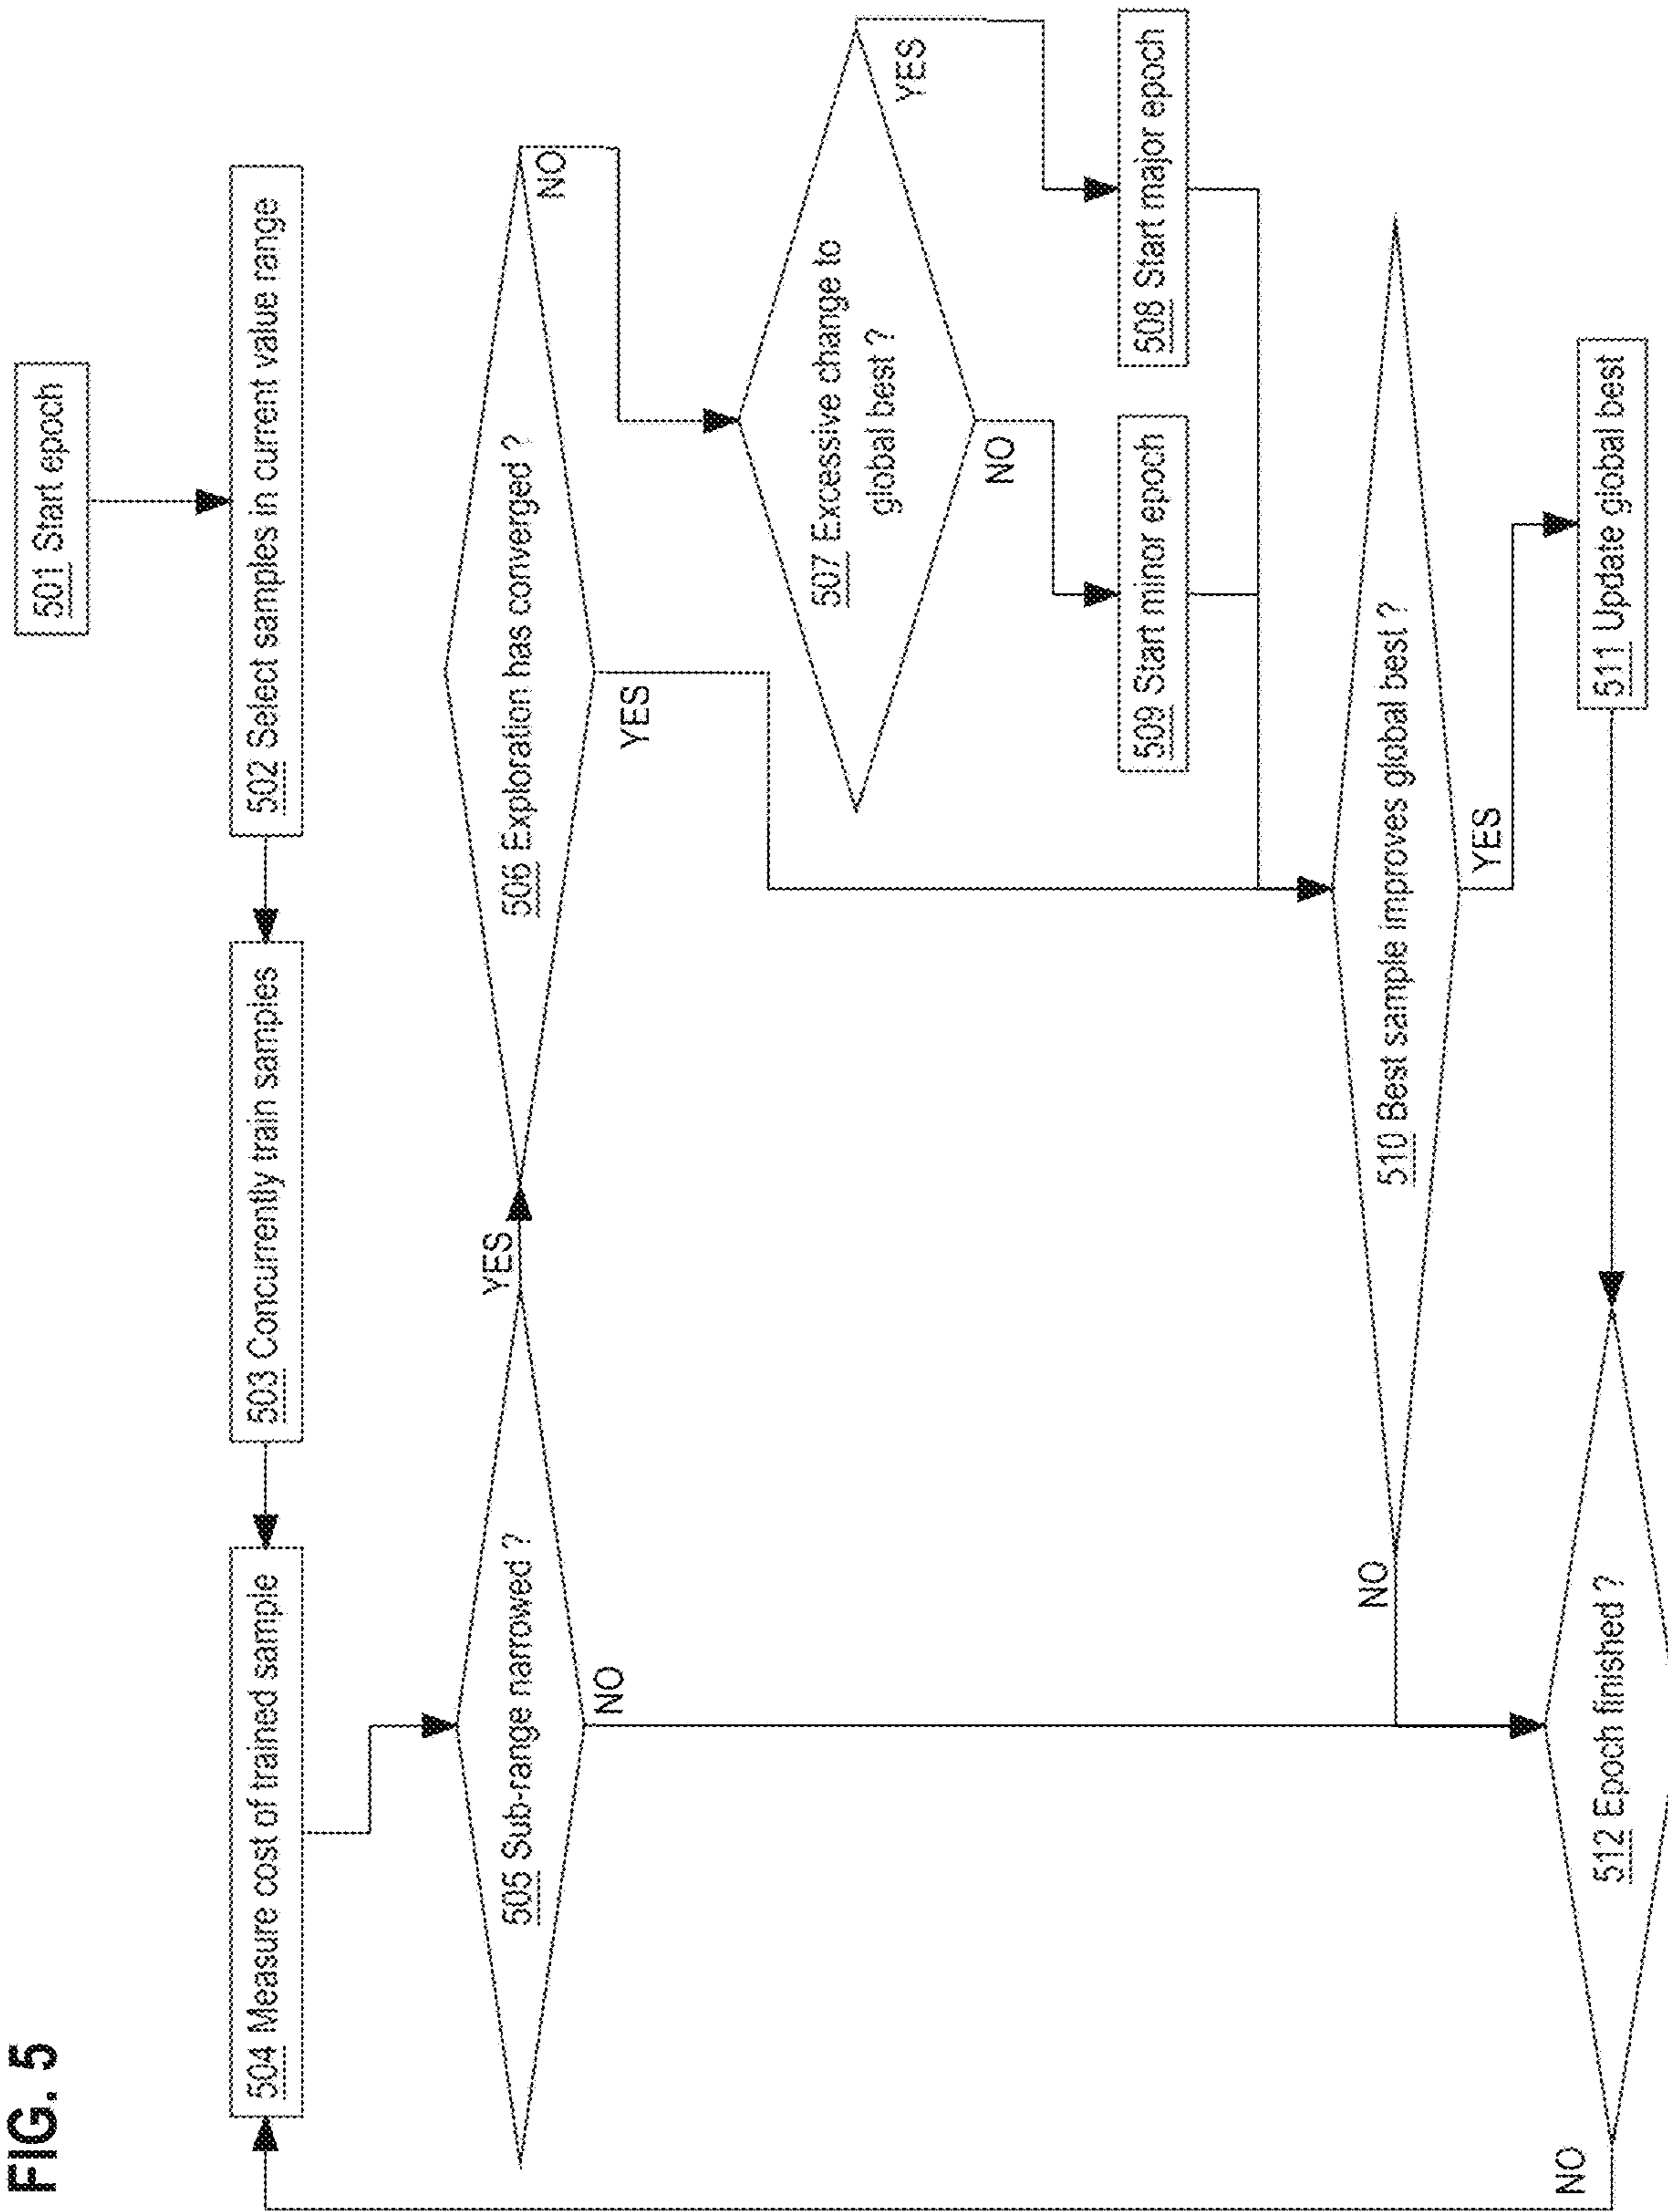 FIG. 5
501 Start epoch
502 Select samples in current value range
503 Concurrently train samples
504 Measure cost of trained sample
505 Sub-range narrowed ?
YES
NO
506 Exploration has converged ?
NO
YES
507 Excessive change to
global best ?
YES
NO
508 Start major epoch
509 Start minor epoch
510 Best sample improves global best ?
NO
YES
511 Update global best
512 Epoch finished ?
NO